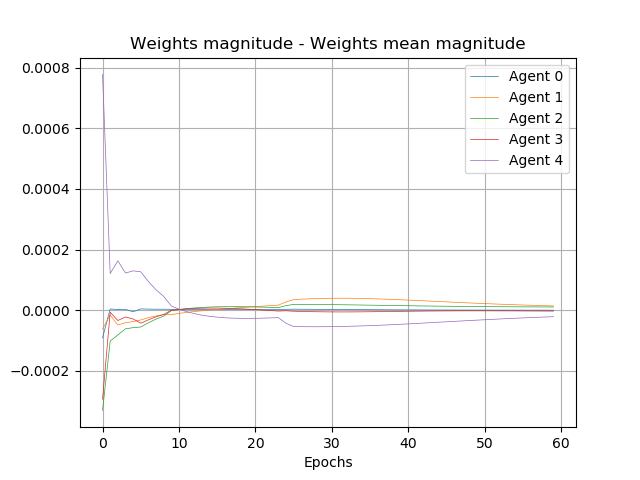 Weights magnitude - Weights mean magnitude
0.0008
0.0006
0.0004
0.0002
0.0000
−0.0002
0 10 20 30 40 50 60
Epochs
Agent 0
Agent 1
Agent 2
Agent 3
Agent 4